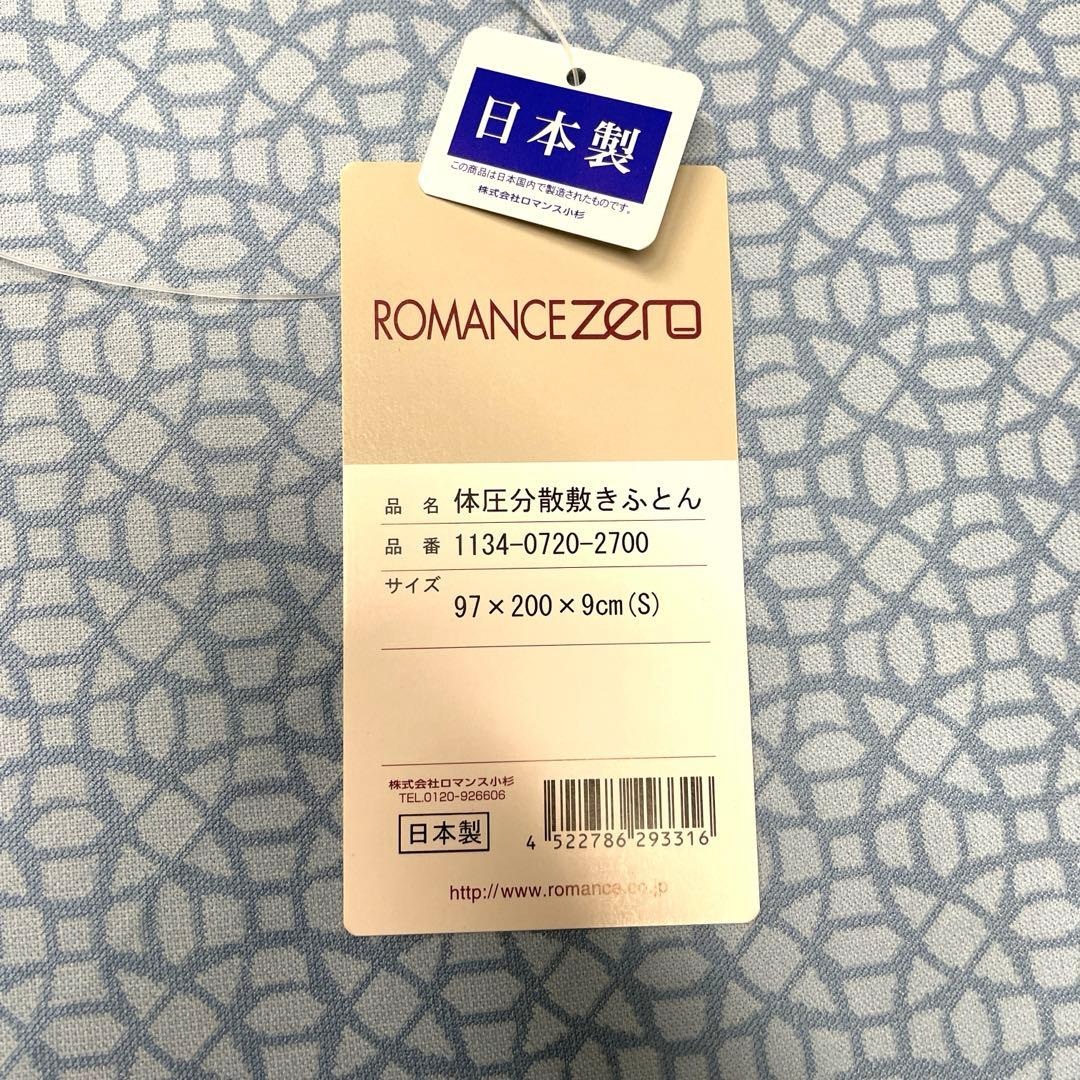 日本製
この商品は日本国内で製造されたものです。
株式会社ロマンス小杉
ROMANCEzero
品 名 体圧分散敷きふとん
品 番 1134-0720-2700
サイズ
97×200×9cm(S)
株式会社ロマンス小杉
TEL.0120-926606
日本製
4 522786 293316
http://www.romance.co.jp